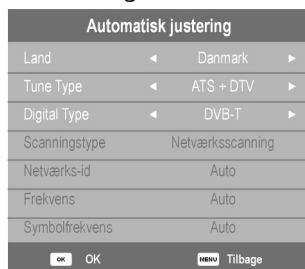 Automatisk justering
Land ◄ Danmark ►
Tune Type ◄ ATS + DTV ►
Digital Type ◄ DVB-T ►
Scanningstype Netværksscanning
Netværks-id Auto
Frekvens Auto
Symbolfrekvens Auto
OK OK MENU Tilbage